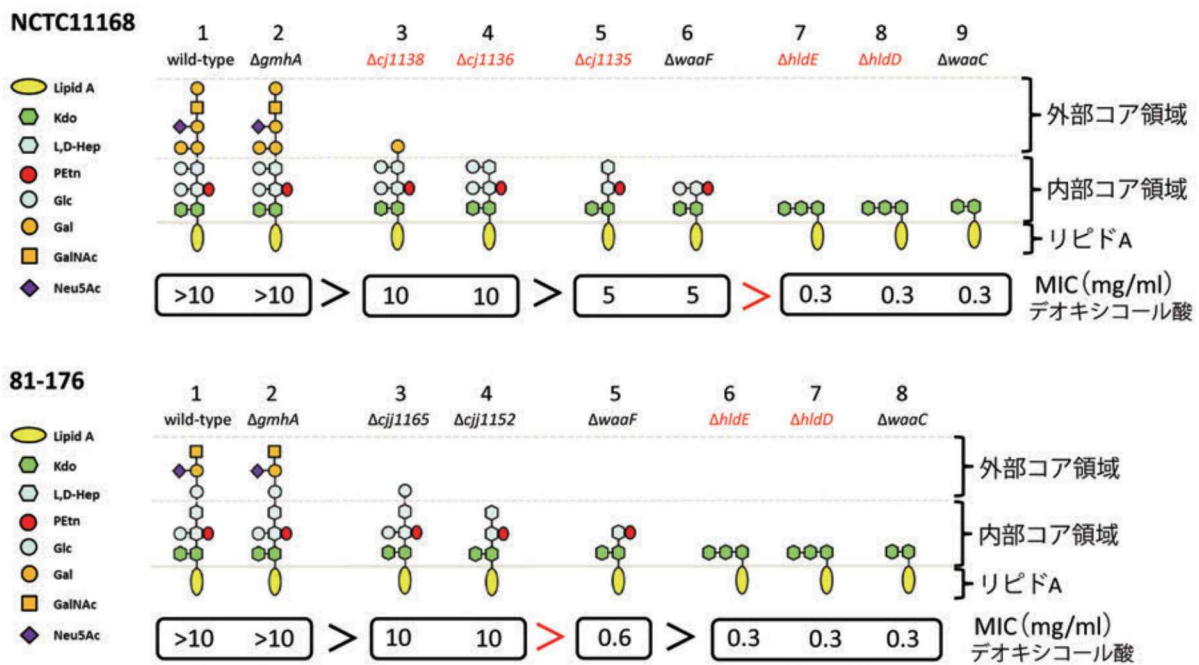 NCTC11168
1 2 3 4 5 6 7 8 9
wild-type ΔgmhA Δcj1138 Δcj1136 Δcj1135 ΔwaaF ΔhldE ΔhldD ΔwaaC
Lipid A
Kdo
L,D-Hep
PEtn
Glc
Gal
GalNAc
Neu5Ac
外部コア領域
内部コア領域
リピドA
>10 >10 > 10 10 > 5 5 > 0.3 0.3 0.3
MIC(mg/ml)
デオキシコール酸
81-176
1 2 3 4 5 6 7 8
wild-type ΔgmhA Δcjj1165 Δcjj1152 ΔwaaF ΔhldE ΔhldD ΔwaaC
Lipid A
Kdo
L,D-Hep
PEtn
Glc
Gal
GalNAc
Neu5Ac
外部コア領域
内部コア領域
リピドA
>10 >10 > 10 10 > 0.6 > 0.3 0.3 0.3
MIC(mg/ml)
デオキシコール酸